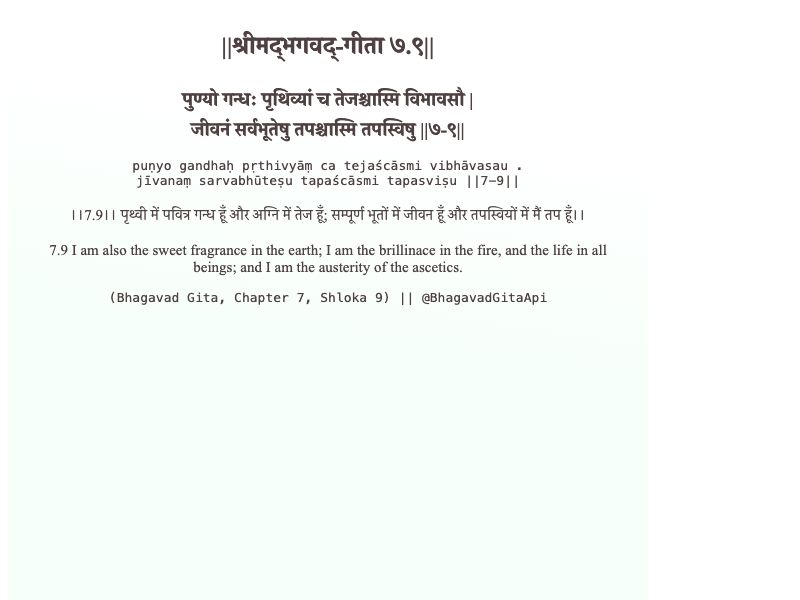 ||श्रीमद्‍भगवद्‍-गीता ७.९||
पुण्यो गन्धः पृथिव्यां च तेजश्चास्मि विभावसौ |
जीवनं सर्वभूतेषु तपश्चास्मि तपस्विषु ||७-९||
puṇyo gandhaḥ pṛthivyāṃ ca tejaścāsmi vibhāvasau .
jīvanaṃ sarvabhūteṣu tapaścāsmi tapasviṣu ||7-9||
।।7.9।। पृथ्वी में पवित्र गन्ध हूँ और अग्नि में तेज हूँ; सम्पूर्ण भूतों में जीवन हूँ और तपस्वियों में मैं तप हूँ।।
7.9 I am also the sweet fragrance in the earth; I am the brillinace in the fire, and the life in all
beings; and I am the austerity of the ascetics.
(Bhagavad Gita, Chapter 7, Shloka 9) || @BhagavadGitaApi